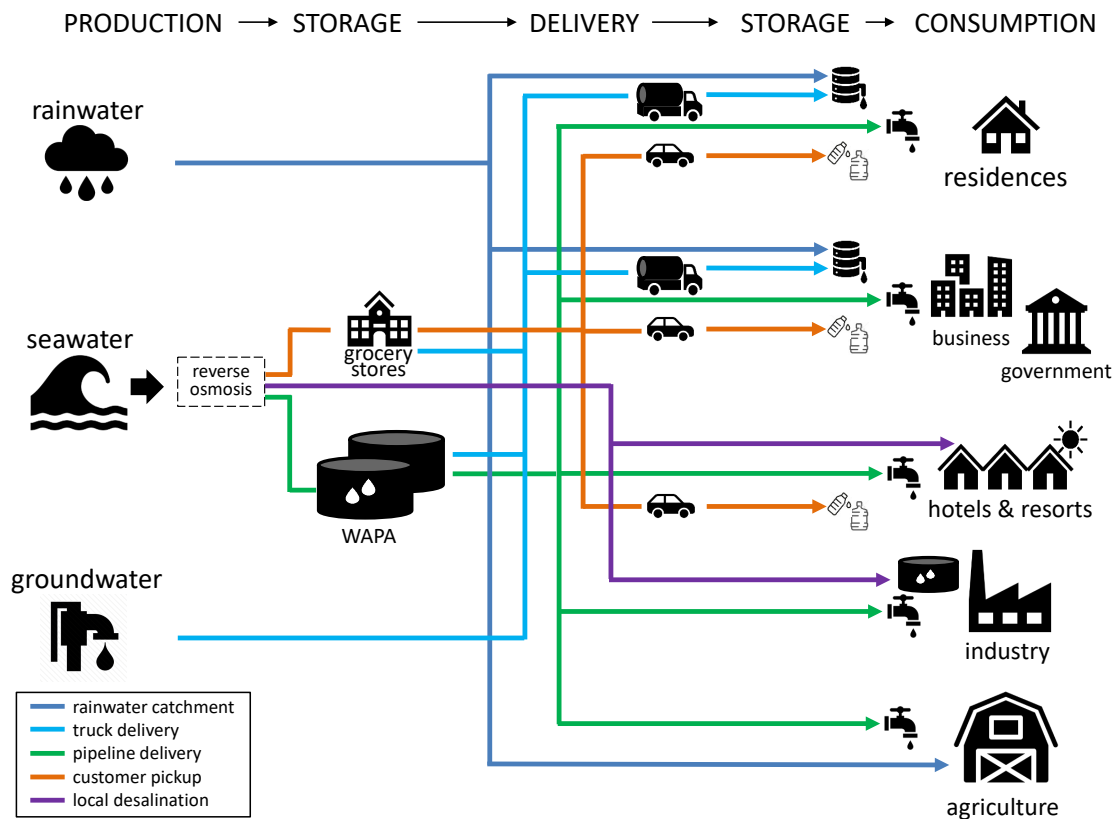 PRODUCTION → STORAGE → DELIVERY → STORAGE → CONSUMPTION
rainwater
residences
seawater
reverse
osmosis
grocery
stores
business
government
WAPA
hotels & resorts
groundwater
industry
rainwater catchment
truck delivery
pipeline delivery
customer pickup
local desalination
agriculture